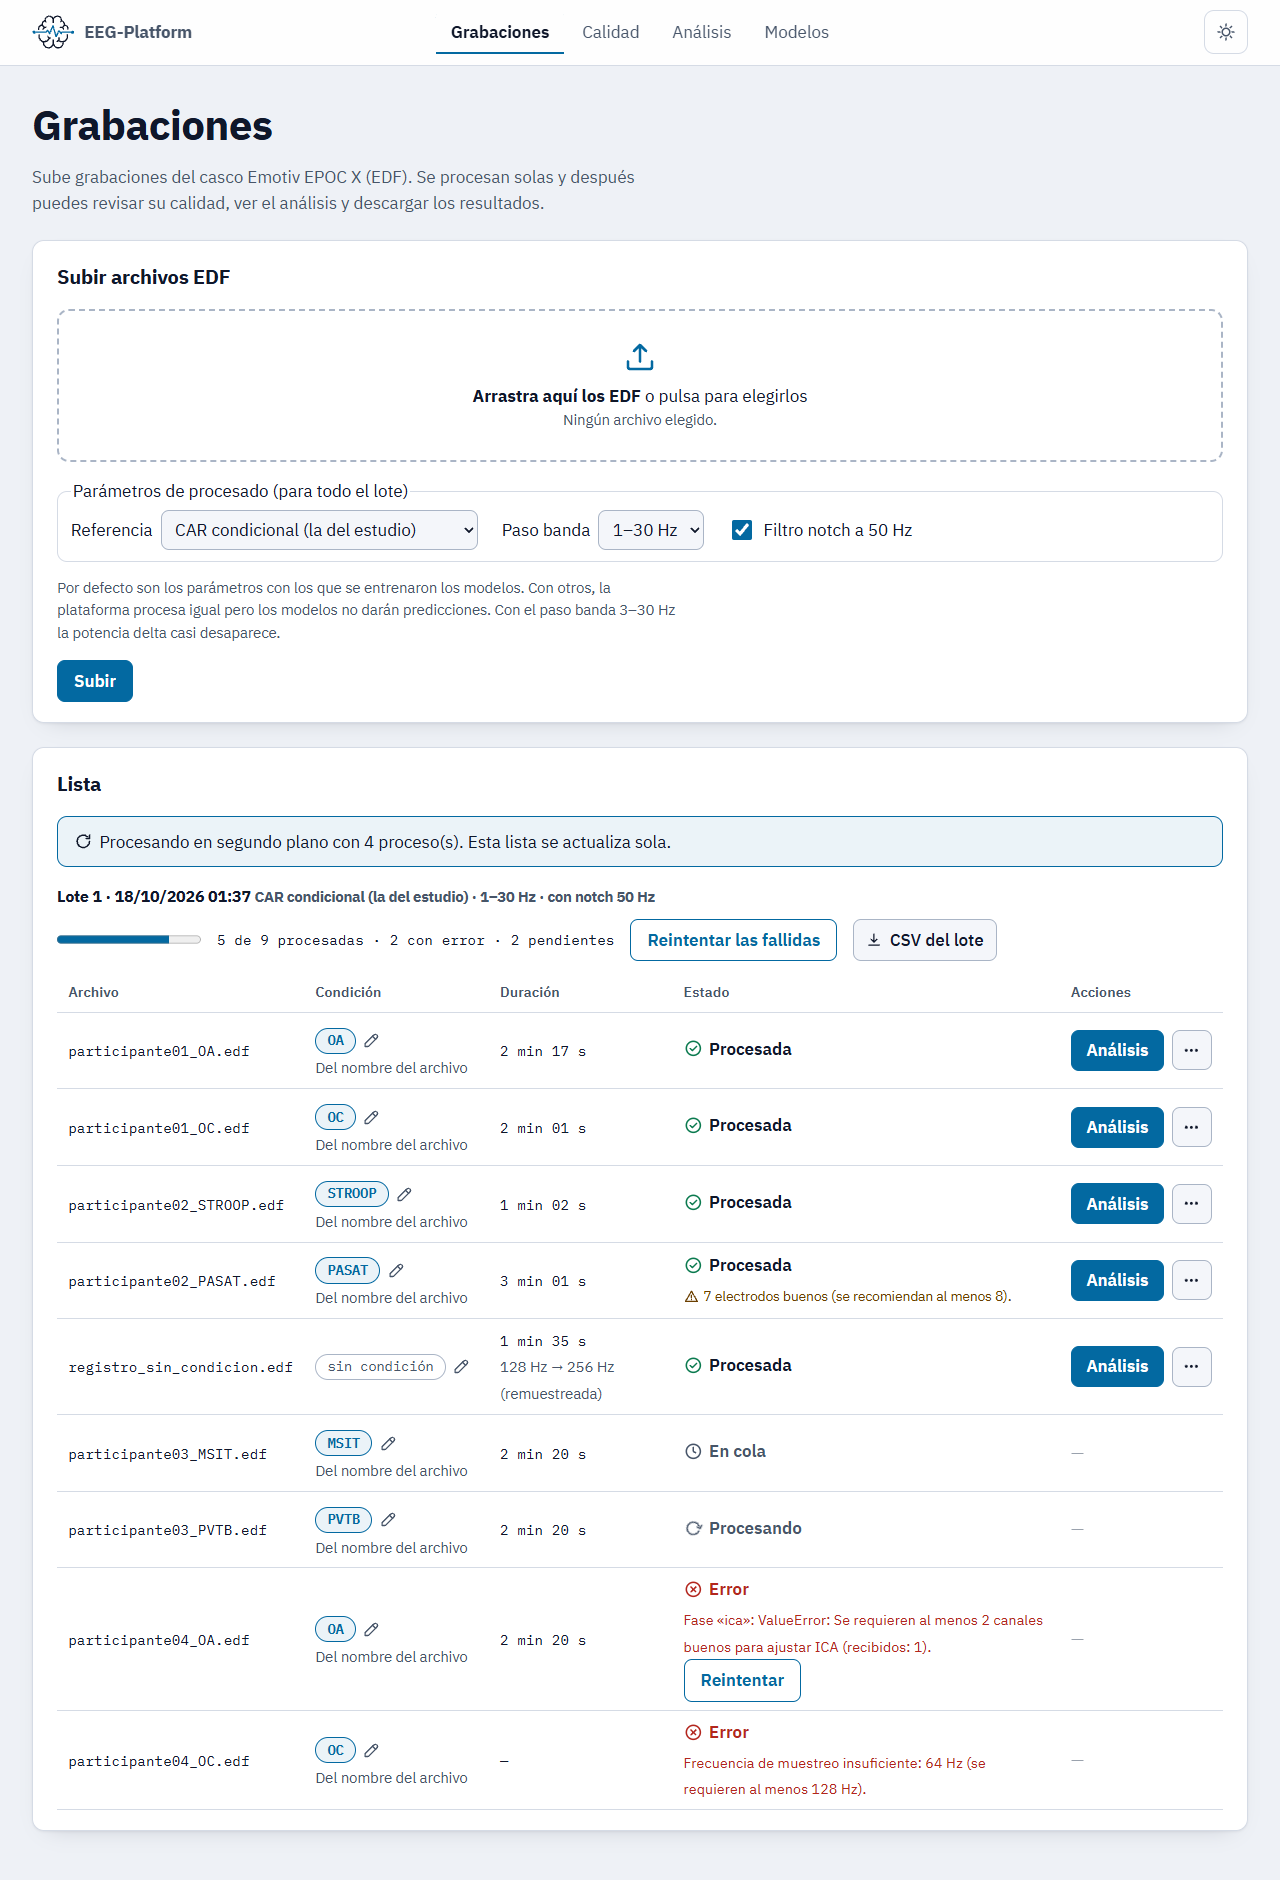 EEG-Platform
Grabaciones
Calidad
Análisis
Modelos
Grabaciones
Sube grabaciones del casco Emotiv EPOC X (EDF). Se procesan solas y después
puedes revisar su calidad, ver el análisis y descargar los resultados.
Subir archivos EDF
Arrastra aquí los EDF o pulsa para elegirlos
Ningún archivo elegido.
Parámetros de procesado (para todo el lote)
Referencia CAR condicional (la del estudio) Paso banda 1–30 Hz Filtro notch a 50 Hz
Por defecto son los parámetros con los que se entrenaron los modelos. Con otros, la
plataforma procesa igual pero los modelos no darán predicciones. Con el paso banda 3–30 Hz
la potencia delta casi desaparece.
Subir
Lista
Procesando en segundo plano con 4 proceso(s). Esta lista se actualiza sola.
Lote 1 · 18/10/2026 01:37 CAR condicional (la del estudio) · 1–30 Hz · con notch 50 Hz
5 de 9 procesadas · 2 con error · 2 pendientes Reintentar las fallidas CSV del lote
Archivo Condición Duración Estado Acciones
participante01_OA.edf OA 2 min 17 s Procesada Análisis ···
Del nombre del archivo
participante01_OC.edf OC 2 min 01 s Procesada Análisis ···
Del nombre del archivo
participante02_STROOP.edf STROOP 1 min 02 s Procesada Análisis ···
Del nombre del archivo
participante02_PASAT.edf PASAT 3 min 01 s Procesada Análisis ···
Del nombre del archivo
7 electrodos buenos (se recomiendan al menos 8).
registro_sin_condicion.edf sin condición 1 min 35 s Procesada Análisis ···
128 Hz → 256 Hz
(remuestreada)
participante03_MSIT.edf MSIT 2 min 20 s En cola —
Del nombre del archivo
participante03_PVTB.edf PVTB 2 min 20 s Procesando —
Del nombre del archivo
participante04_OA.edf OA 2 min 20 s Error —
Del nombre del archivo
Fase «ica»: ValueError: Se requieren al menos 2 canales
buenos para ajustar ICA (recibidos: 1).
Reintentar
participante04_OC.edf OC – Error —
Del nombre del archivo
Frecuencia de muestreo insuficiente: 64 Hz (se
requieren al menos 128 Hz).